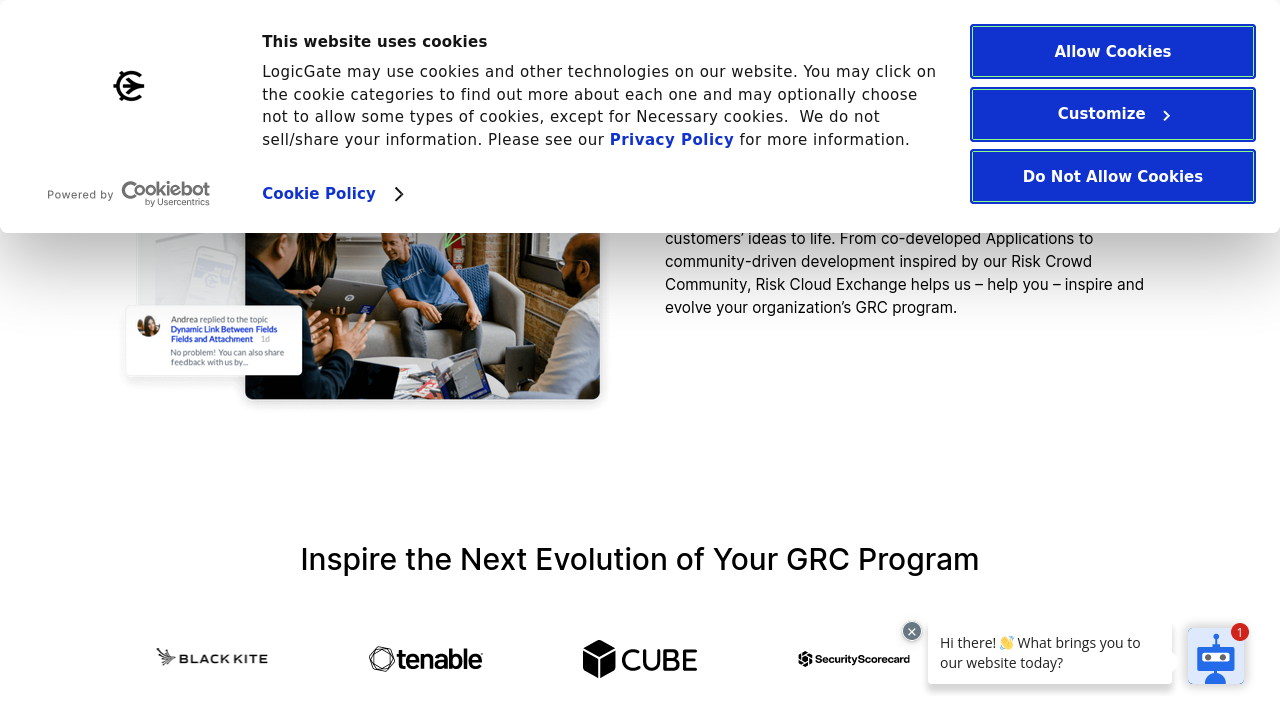 This website uses cookies
LogicGate may use cookies and other technologies on our website. You may click on
the cookie categories to find out more about each one and may optionally choose
not to allow some types of cookies, except for Necessary cookies.  We do not
sell/share your information. Please see our Privacy Policy for more information.
Powered by Cookiebot
by Usercentrics
Cookie Policy
Allow Cookies
Customize
Do Not Allow Cookies
customers’ ideas to life. From co-developed Applications to
community-driven development inspired by our Risk Crowd
Community, Risk Cloud Exchange helps us – help you – inspire and
evolve your organization’s GRC program.
Andrea replied to the topic
Dynamic Link Between Fields
Fields and Attachment 1d
No problem! You can also share
feedback with us by...
Inspire the Next Evolution of Your GRC Program
BLACK KITE
tenable
CUBE
SecurityScorecard
Hi there! 👋 What brings you to
our website today?
1